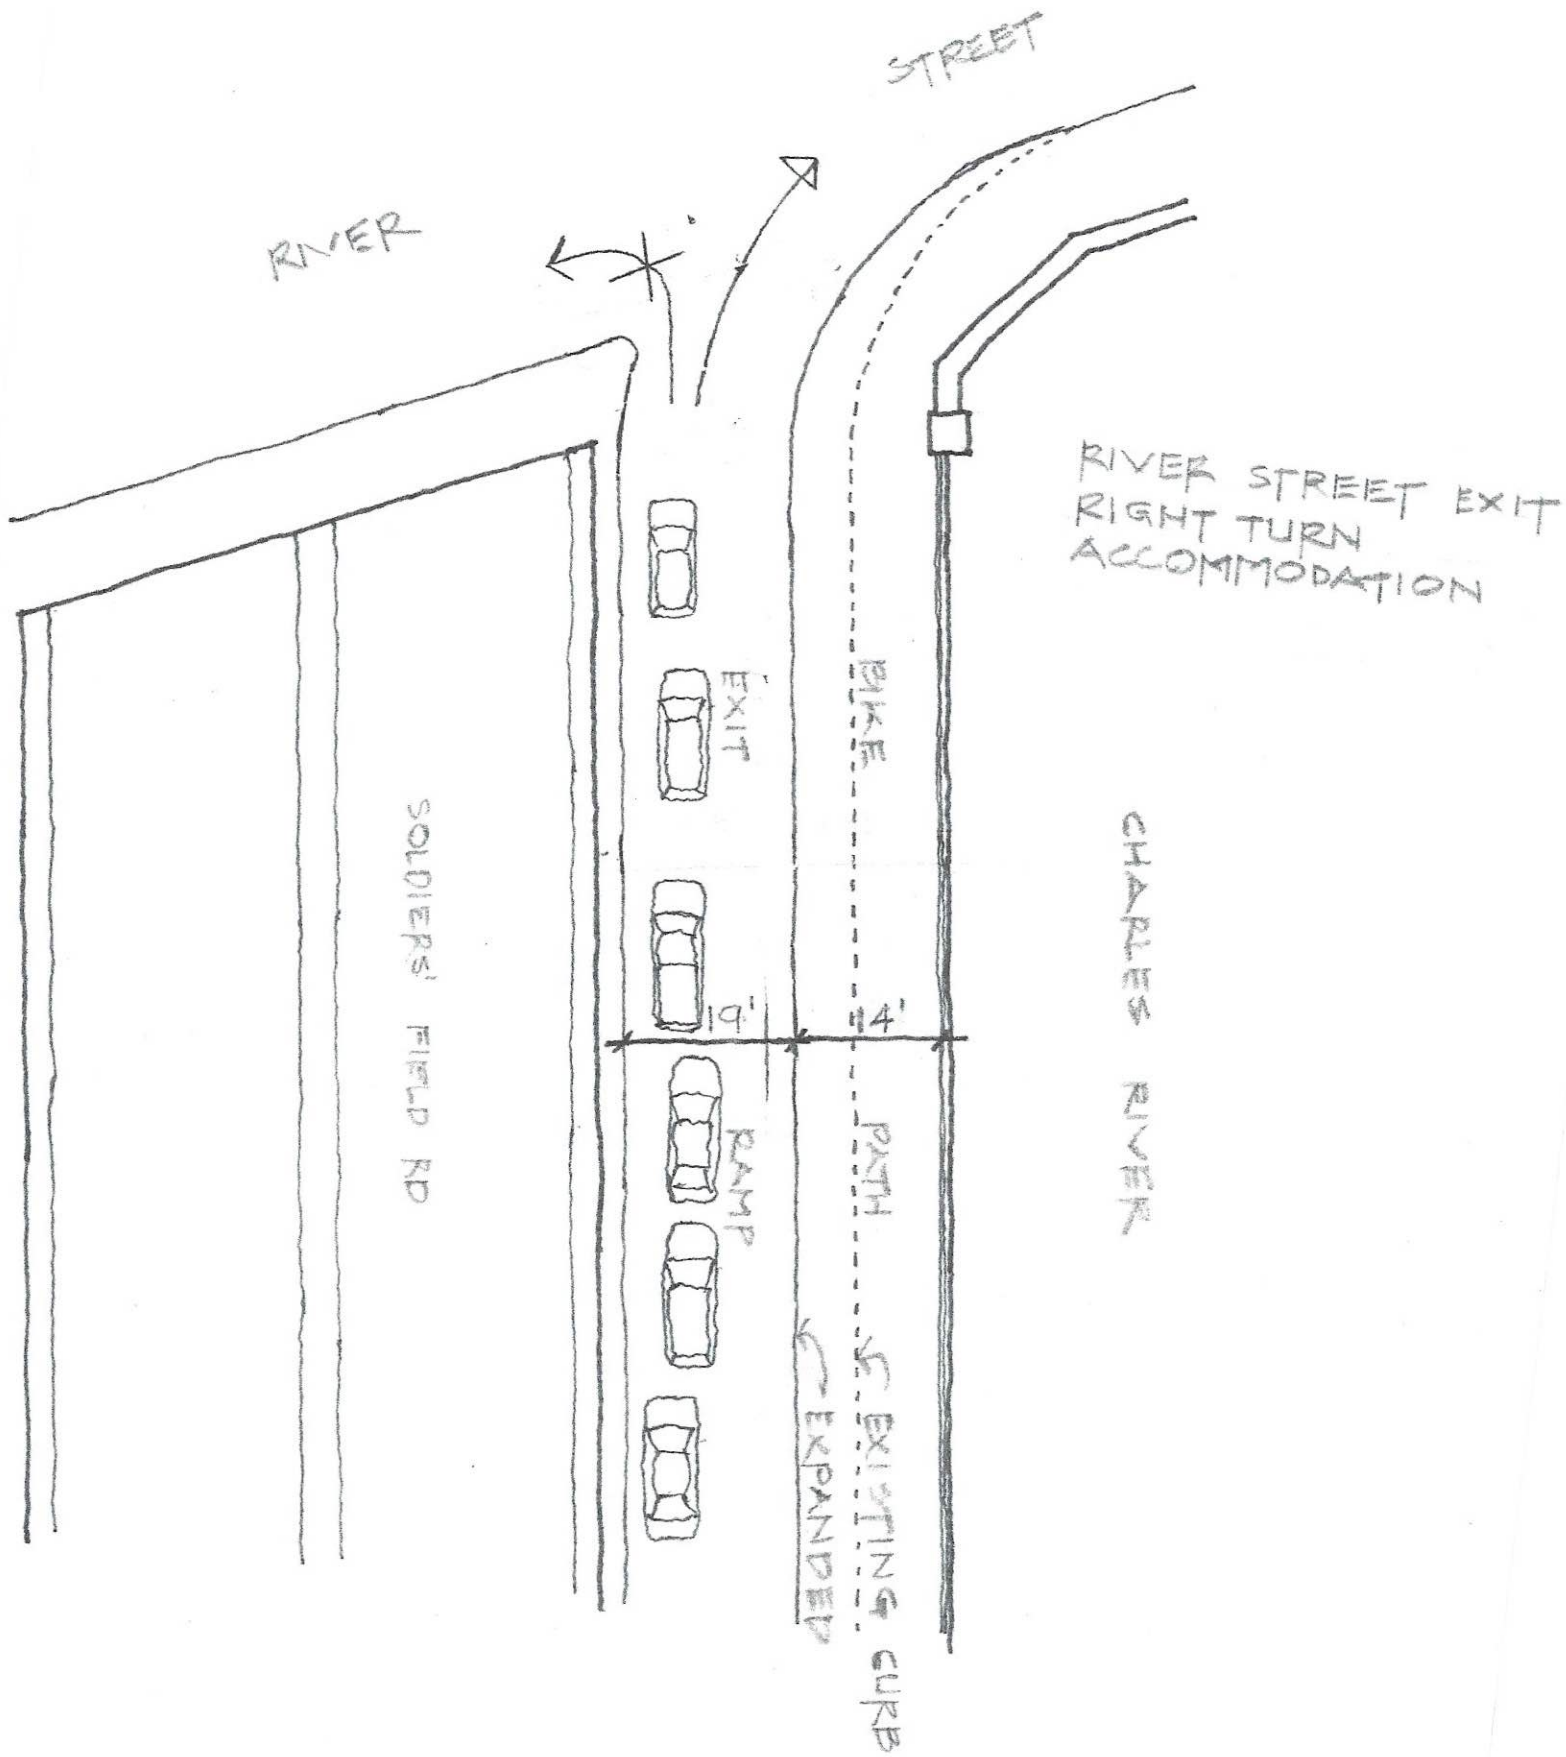 STREET
RIVER
RIVER STREET EXIT
RIGHT TURN
ACCOMMODATION
EXIT
RAMP
BIKE
PATH
SOLDIERS' FIELD RD
CHARLES RIVER
19'
14'
EXPANDED
EXISTING CURB